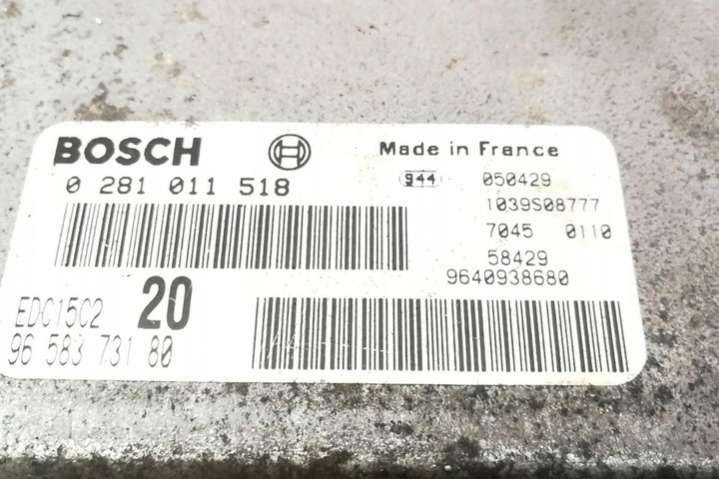 BOSCH Made in France
0 281 011 518
944 050429
1039S08777
7045 0110
58429
9640938680
EDC15C2 20
96 583 731 80